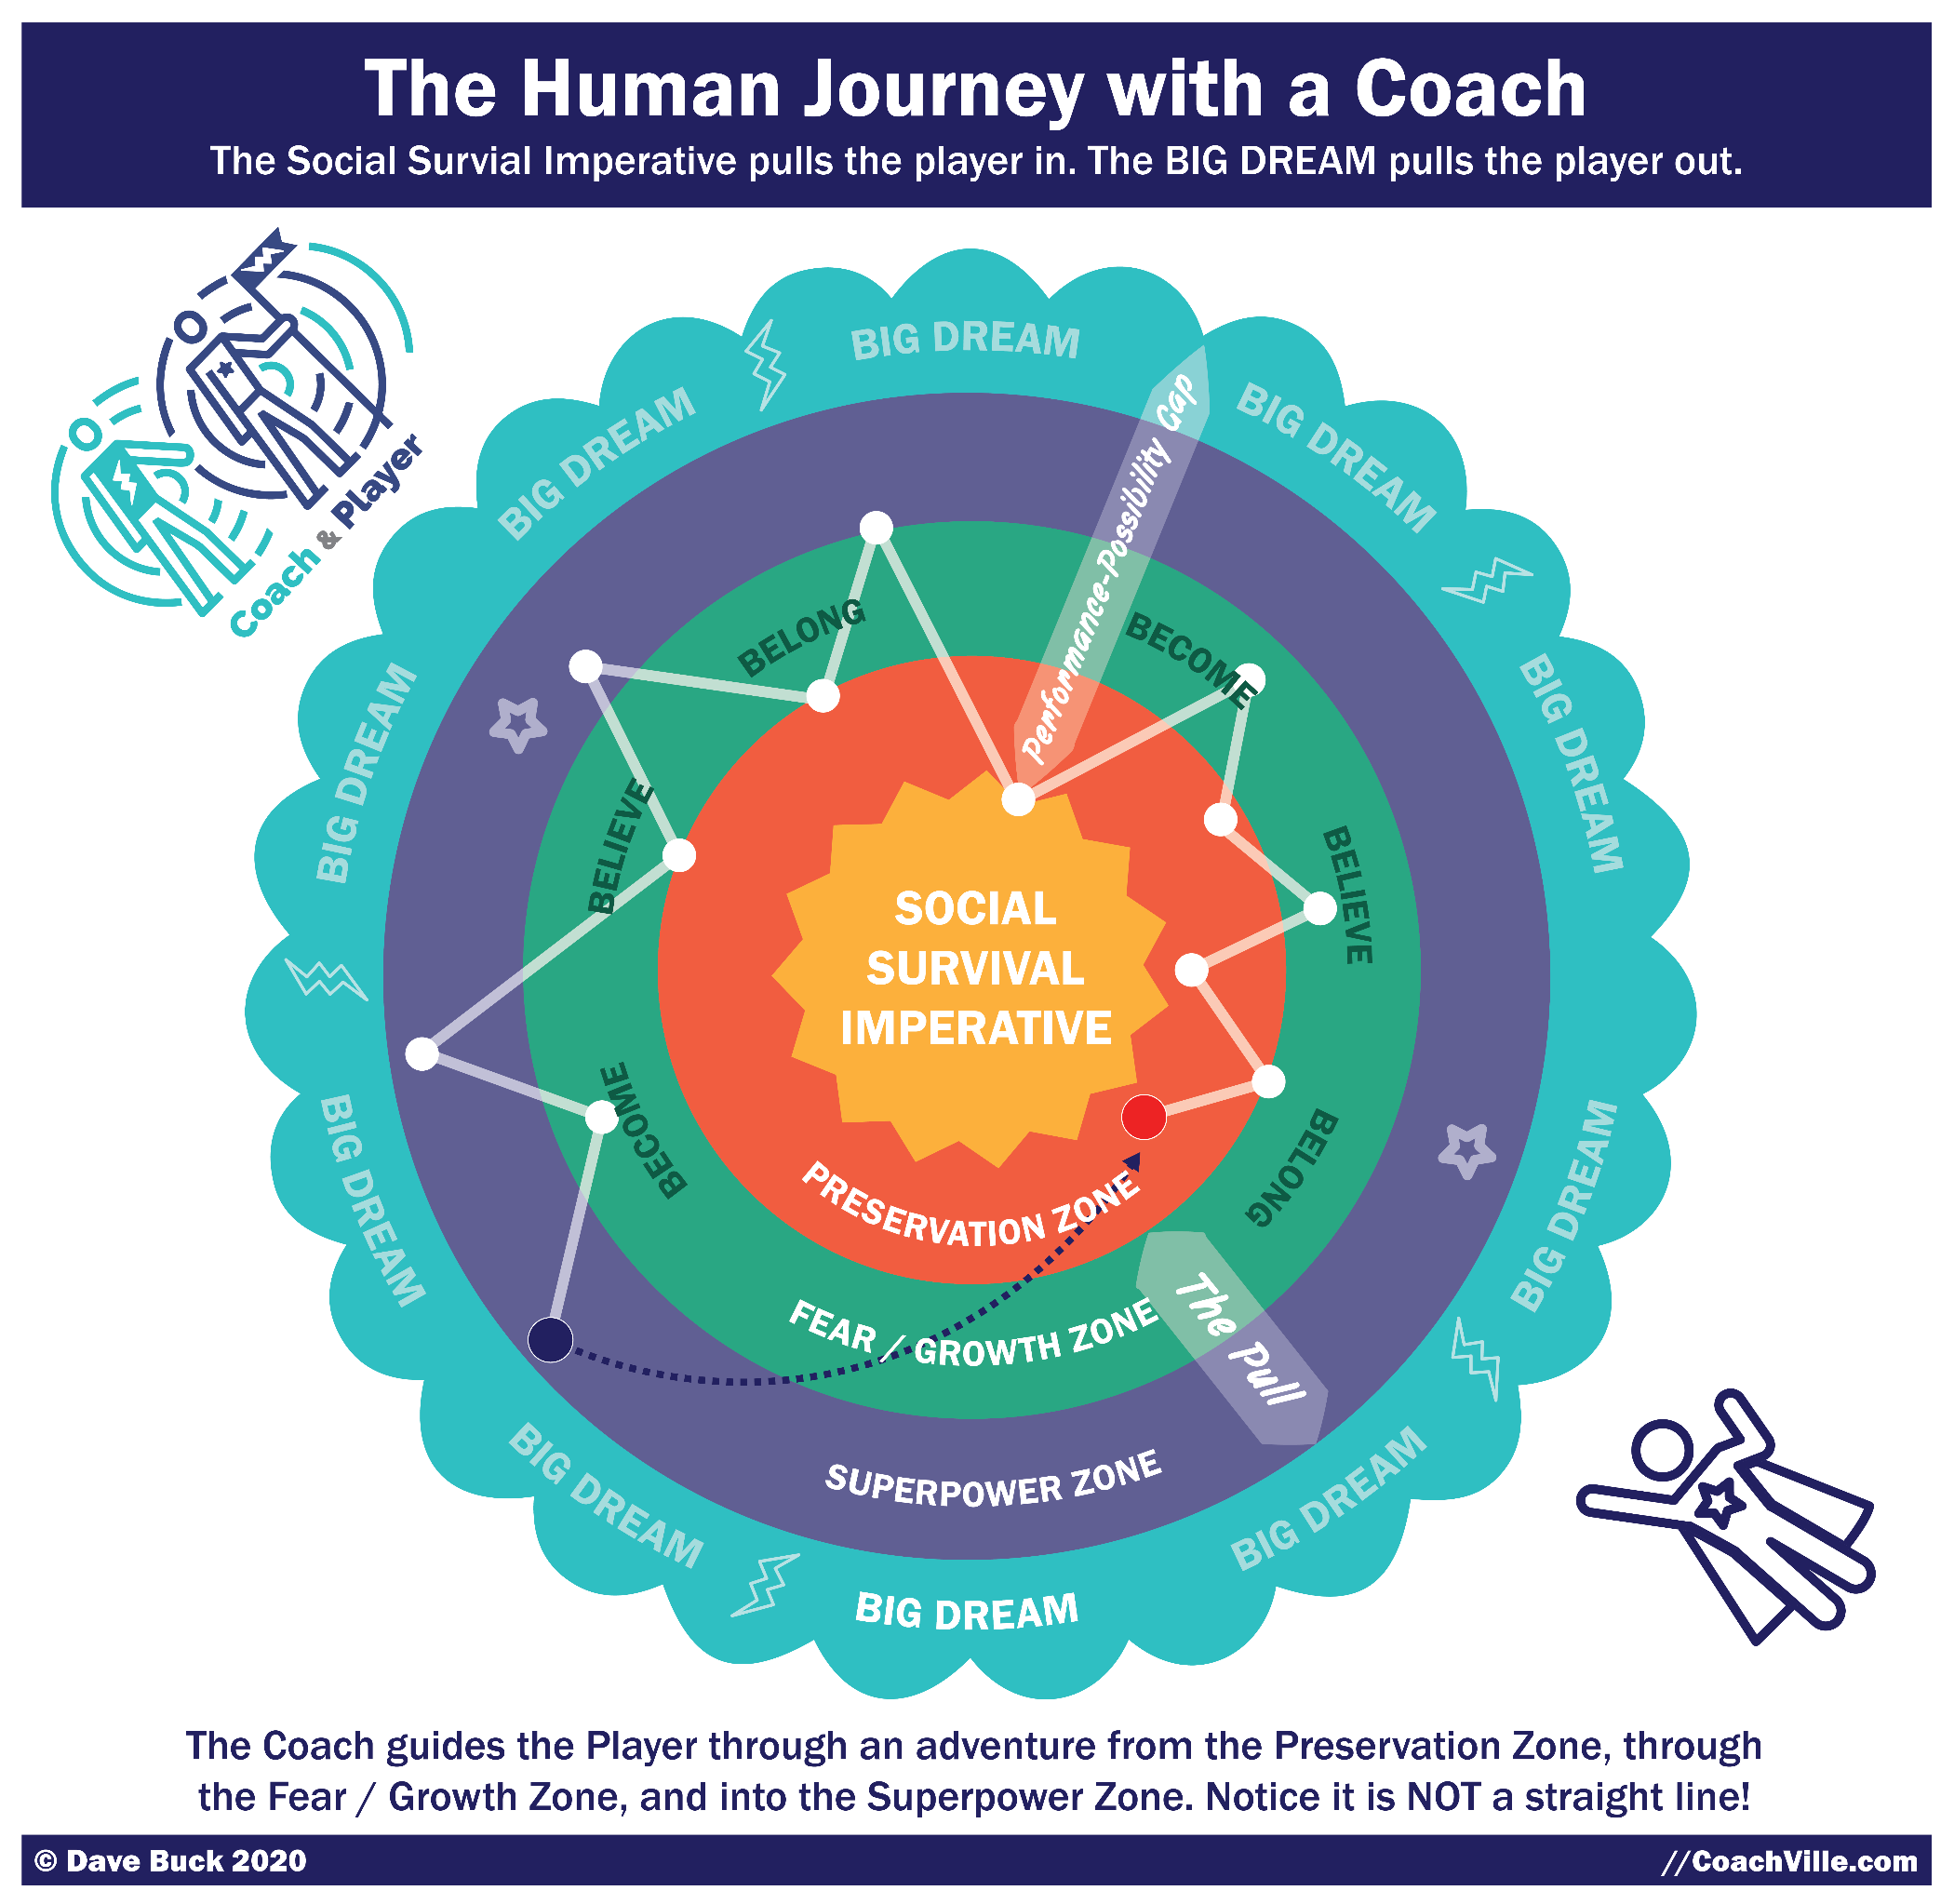 The Human Journey with a Coach
The Social Survial Imperative pulls the player in. The BIG DREAM pulls the player out.
Coach & Player
BIG DREAM
BIG DREAM
BIG DREAM
BIG DREAM
BIG DREAM
BIG DREAM
BIG DREAM
BIG DREAM
BIG DREAM
BIG DREAM
Performance-Possibility Gap
BELONG
BECOME
BELIEVE
BELIEVE
BECOME
BELONG
SOCIAL
SURVIVAL
IMPERATIVE
PRESERVATION ZONE
FEAR / GROWTH ZONE
The Pull
SUPERPOWER ZONE
The Coach guides the Player through an adventure from the Preservation Zone, through
the Fear / Growth Zone, and into the Superpower Zone. Notice it is NOT a straight line!
© Dave Buck 2020
//CoachVille.com